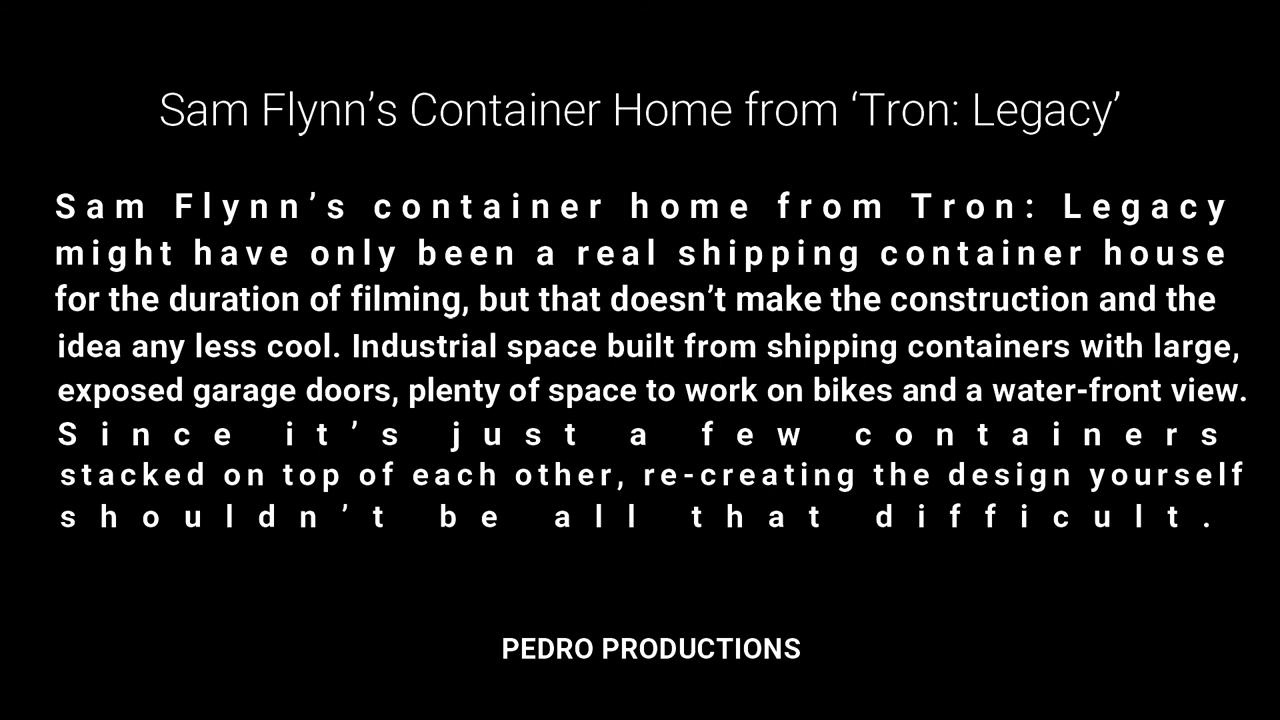 Sam Flynn’s Container Home from ‘Tron: Legacy’
Sam Flynn’s container home from Tron: Legacy
might have only been a real shipping container house
for the duration of filming, but that doesn’t make the construction and the
idea any less cool. Industrial space built from shipping containers with large,
exposed garage doors, plenty of space to work on bikes and a water-front view.
Since it’s just a few containers
stacked on top of each other, re-creating the design yourself
shouldn’t be all that difficult.
PEDRO PRODUCTIONS